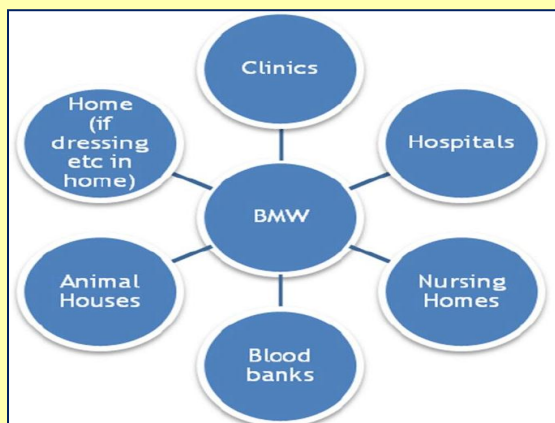 Clinics
Home
(if
dressing
etc in
home)
Hospitals
BMW
Animal
Houses
Nursing
Homes
Blood
banks